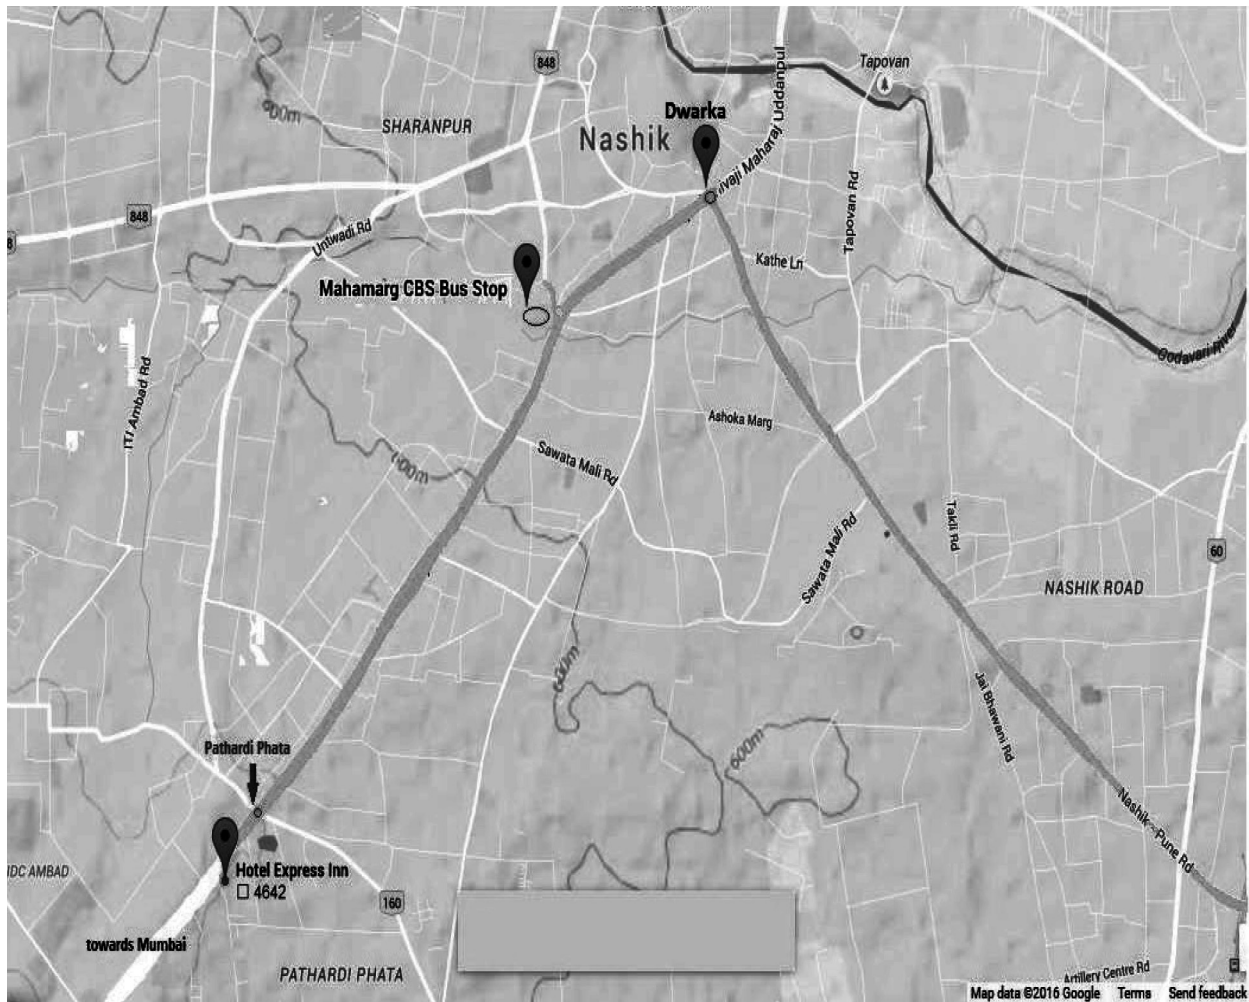 848
Tapovan
Dwarka
SHARANPUR
Nashik
ivaji Maharaj Uddanpul
Tapovan Rd
848
Untwadi Rd
Kathe Ln
Mahamarg CBS Bus Stop
Godavari River
ITI Ambad Rd
Ashoka Marg
600m
Sawata Mali Rd
Sawata Mali Rd
Takli Rd
60
NASHIK ROAD
600m
Jai Bhawani Rd
600m
Pathardi Phata
Nashik - Pune Rd
Hotel Express Inn
4642
IDC AMBAD
160
towards Mumbai
PATHARDI PHATA
Artillery Centre Rd
Map data ©2016 Google Terms Send feedback